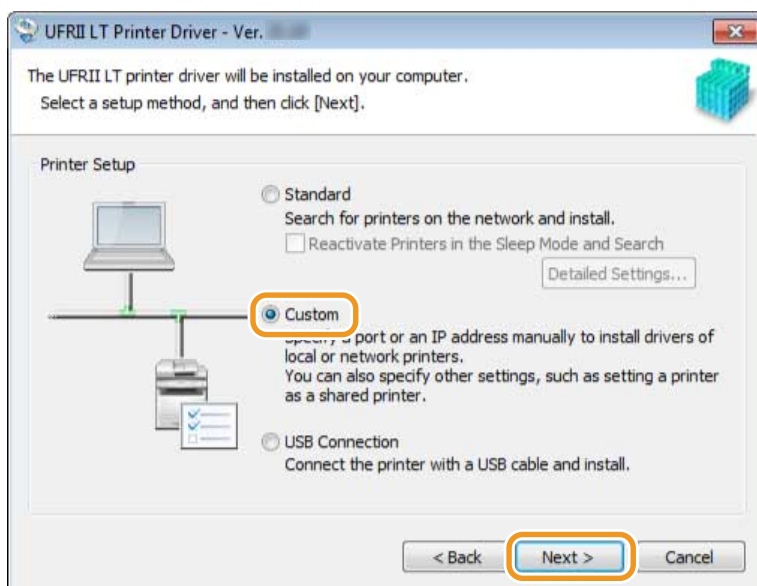 UFRII LT Printer Driver - Ver.
The UFRII LT printer driver will be installed on your computer.
Select a setup method, and then click [Next].
Printer Setup
Standard
Search for printers on the network and install.
Reactivate Printers in the Sleep Mode and Search
Detailed Settings...
Custom
Specify a port or an IP address manually to install drivers of
local or network printers.
You can also specify other settings, such as setting a printer
as a shared printer.
USB Connection
Connect the printer with a USB cable and install.
< Back
Next >
Cancel